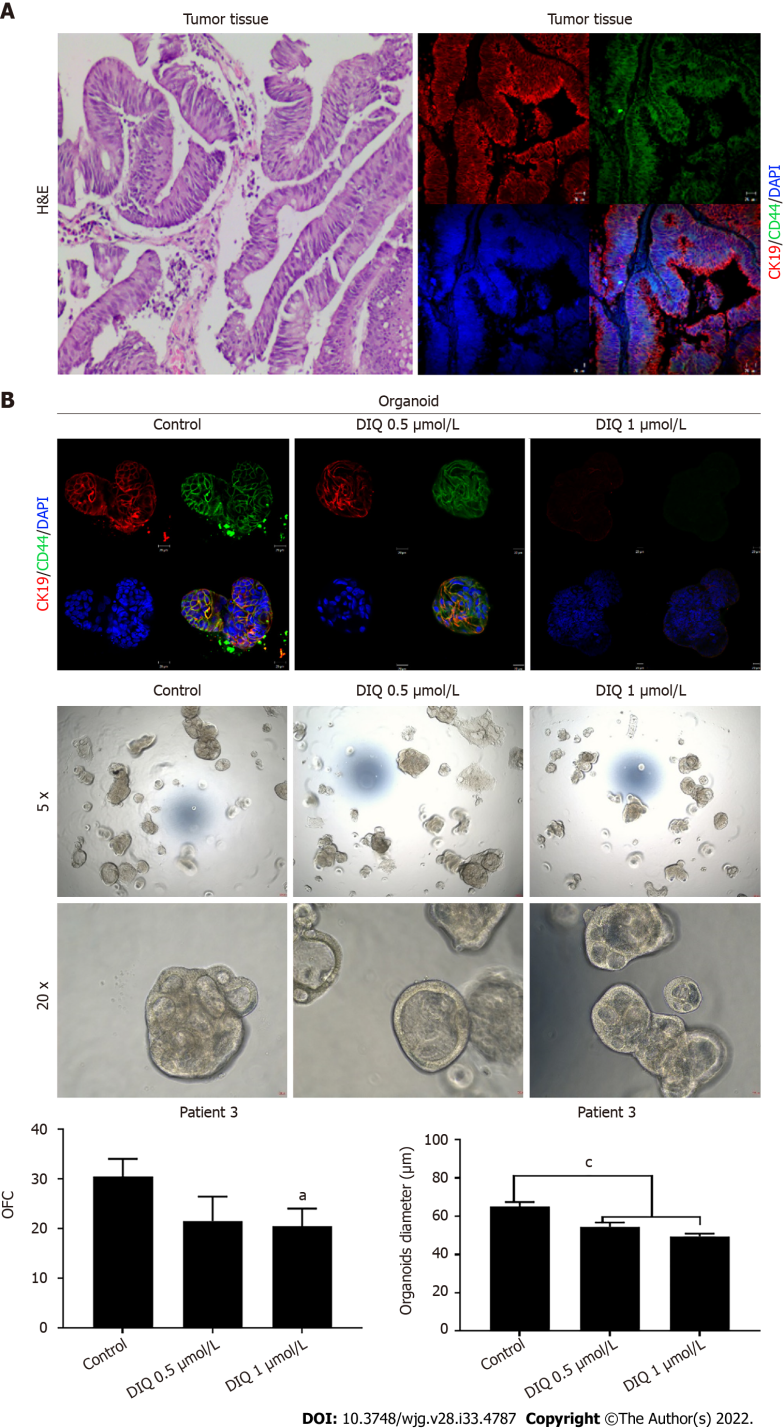 A
Tumor tissue
Tumor tissue
H&E
CK19/CD44/DAPI
B
Organoid
Control
DIQ 0.5 μmol/L
DIQ 1 μmol/L
CK19/CD44/DAPI
Control
DIQ 0.5 μmol/L
DIQ 1 μmol/L
5 x
20 x
Patient 3
OFC
40
30
20
10
0
a
Control
DIQ 0.5 μmol/L
DIQ 1 μmol/L
Patient 3
Organoids diameter (μm)
100
80
60
40
20
0
c
Control
DIQ 0.5 μmol/L
DIQ 1 μmol/L
DOI: 10.3748/wjg.v28.i33.4787 Copyright ©The Author(s) 2022.